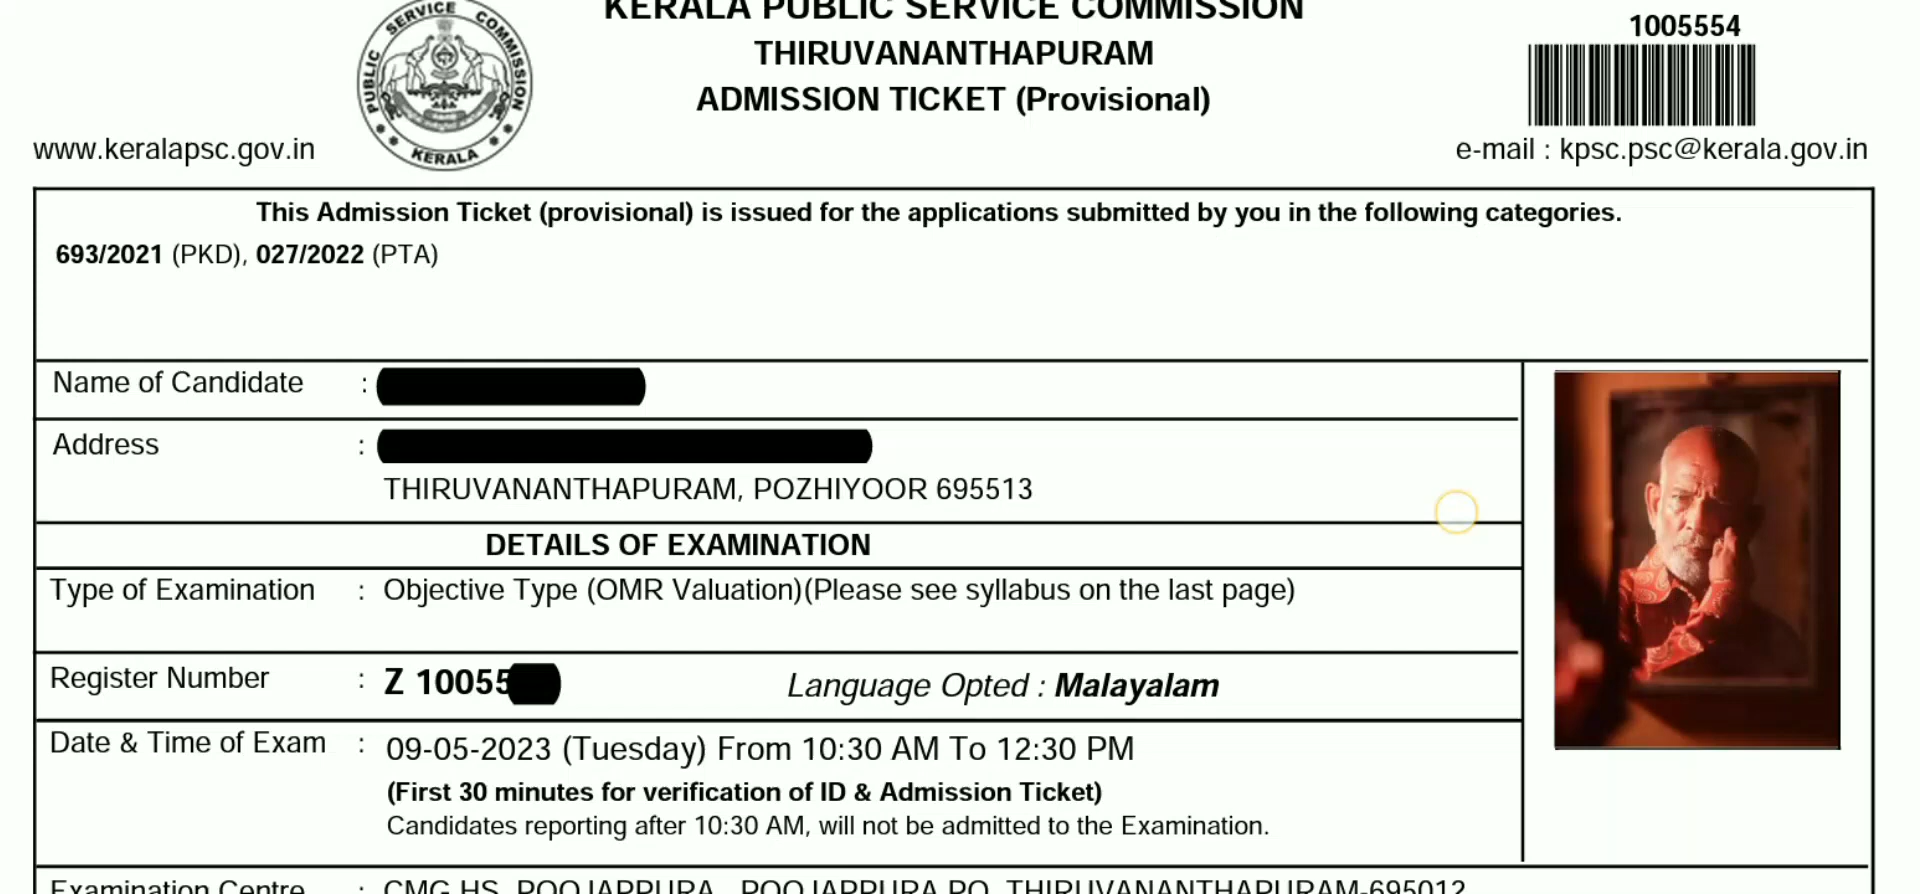 KERALA PUBLIC SERVICE COMMISSION
1005554
THIRUVANANTHAPURAM
ADMISSION TICKET (Provisional)
PUBLIC SERVICE COMMISSION
KERALA
www.keralapsc.gov.in
e-mail : kpsc.psc@kerala.gov.in
This Admission Ticket (provisional) is issued for the applications submitted by you in the following categories.
693/2021 (PKD), 027/2022 (PTA)
Name of Candidate :
Address :
THIRUVANANTHAPURAM, POZHIYOOR 695513
DETAILS OF EXAMINATION
Type of Examination : Objective Type (OMR Valuation)(Please see syllabus on the last page)
Register Number : Z 10055 Language Opted : Malayalam
Date & Time of Exam : 09-05-2023 (Tuesday) From 10:30 AM To 12:30 PM
(First 30 minutes for verification of ID & Admission Ticket)
Candidates reporting after 10:30 AM, will not be admitted to the Examination.
Examination Centre : CMG HS, POOJAPPURA, POOJAPPURA PO, THIRUVANANTHAPURAM-695012